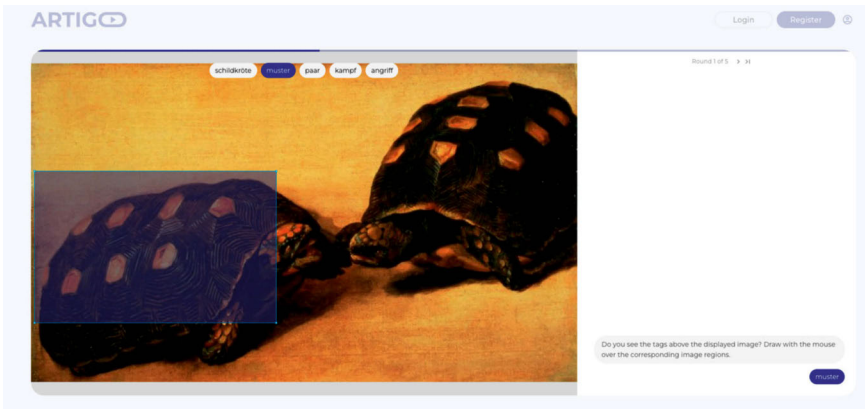 ARTIGO
Login
Register
schildkröte
muster
paar
kampf
angriff
Round 1 of 5
Do you see the tags above the displayed image? Draw with the mouse
over the corresponding image regions.
muster